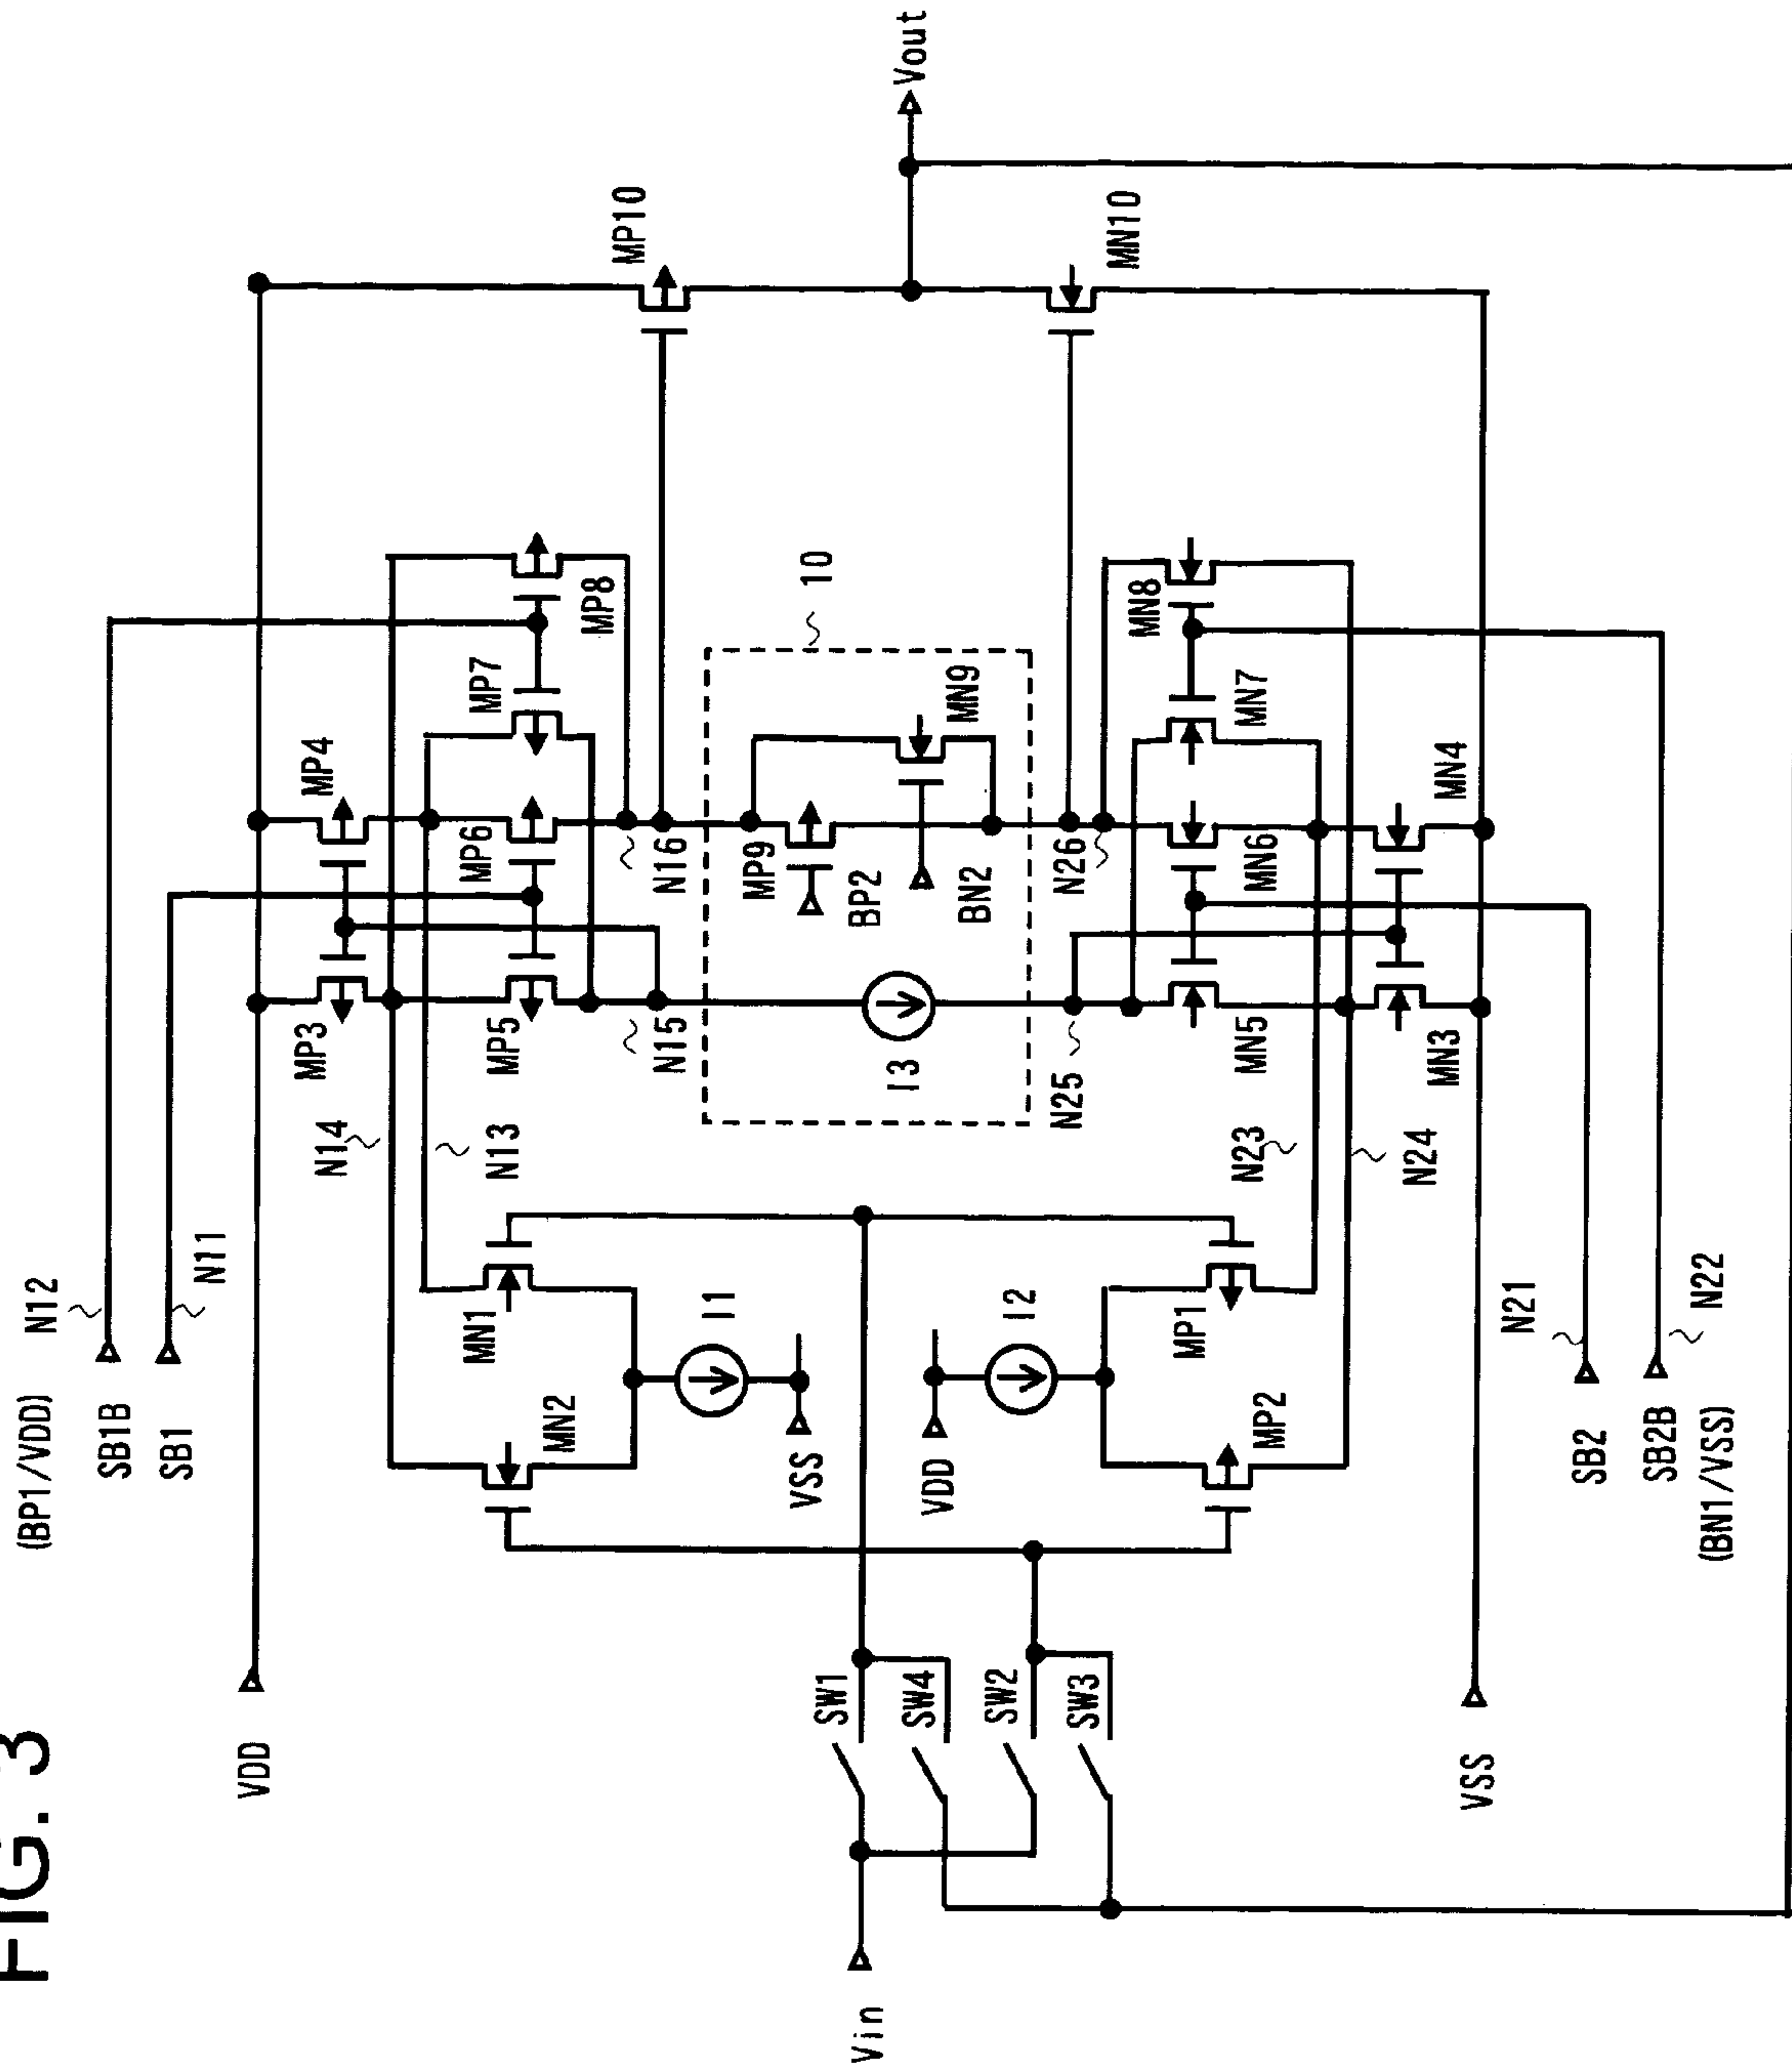 FIG. 3
(BP1/VDD)
N12
SB1B
SB1
N11
VDD
N14
N13
MP3
MP4
MP5
MP6
MP7
MP8
MP10
N15
N16
10
MN2
MN1
I1
VSS
VDD
I2
MP2
MP1
I3
MP9
BP2
BN2
MN9
Vin
SW1
SW4
SW2
SW3
Vout
N25
N26
N23
N24
MN5
MN6
MN7
MN8
MN3
MN4
MN10
VSS
N21
SB2
SB2B
N22
(BN1/VSS)